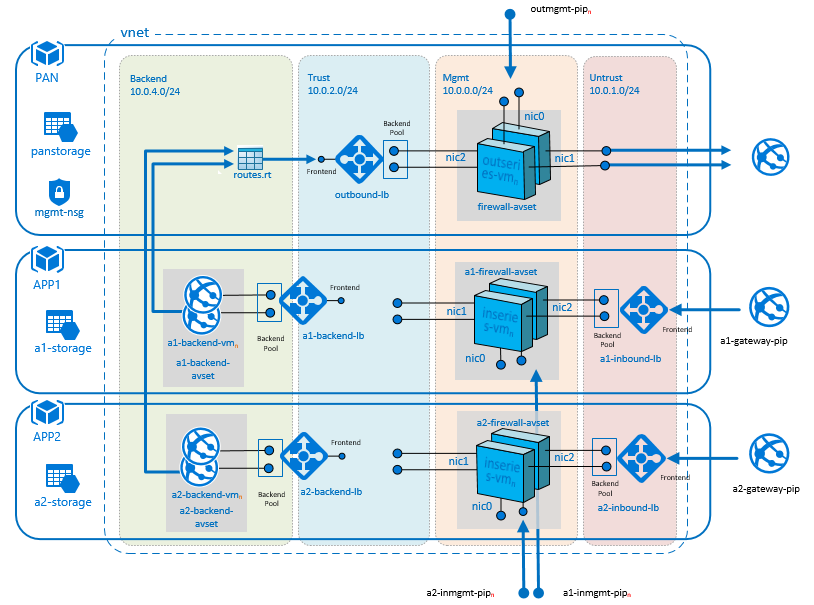 outmgmt-pipn
vnet
PAN
panstorage
mgmt-nsg
Backend
10.0.4.0/24
Trust
10.0.2.0/24
Mgmt
10.0.0.0/24
Untrust
10.0.1.0/24
routes.rt
Frontend
outbound-lb
Backend
Pool
nic2
nic0
nic1
outseri
es-vmn
firewall-avset
APP1
a1-storage
a1-backend-vmn
a1-backend-
avset
Backend
Pool
Frontend
a1-backend-lb
a1-firewall-avset
nic1
nic2
nic0
inserie
s-vmn
Backend
Pool
Frontend
a1-inbound-lb
a1-gateway-pip
APP2
a2-storage
a2-backend-vmn
a2-backend-
avset
Backend
Pool
Frontend
a2-backend-lb
a2-firewall-avset
nic1
nic2
nic0
inserie
s-vmn
Backend
Pool
Frontend
a2-inbound-lb
a2-gateway-pip
a2-inmgmt-pipn
a1-inmgmt-pipn